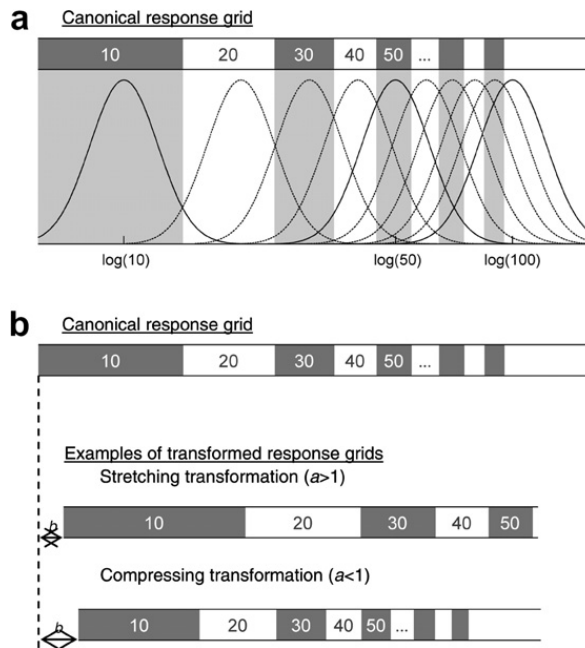 a
Canonical response grid
10 20 30 40 50 ...
log(10) log(50) log(100)
b
Canonical response grid
10 20 30 40 50 ...
Examples of transformed response grids
Stretching transformation (a>1)
b
10 20 30 40 50
Compressing transformation (a<1)
b
10 20 30 40 50 ...